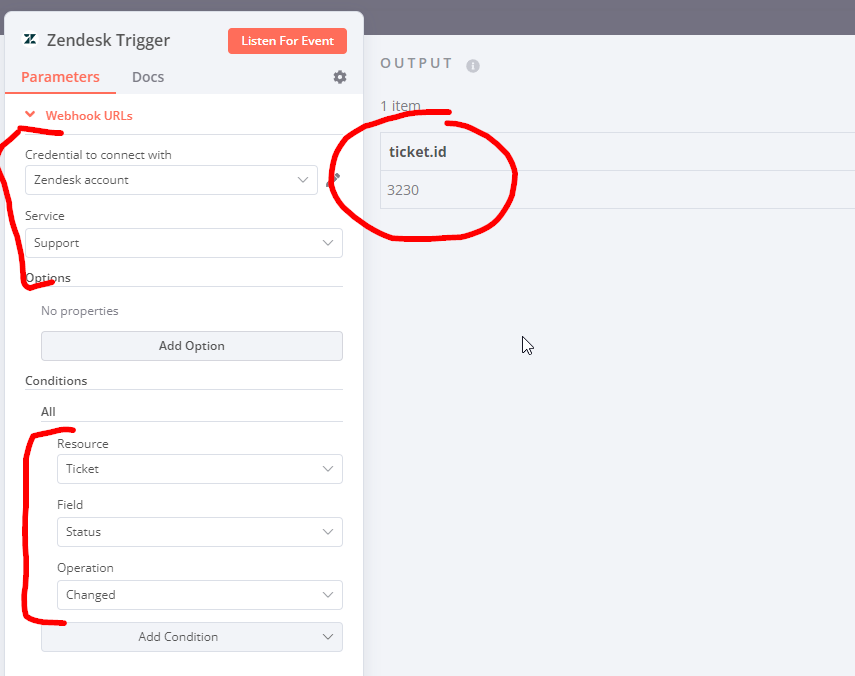 Zendesk Trigger
Listen For Event
Parameters
Docs
Webhook URLs
Credential to connect with
Zendesk account
Service
Support
Options
No properties
Add Option
Conditions
All
Resource
Ticket
Field
Status
Operation
Changed
Add Condition
OUTPUT
1 item
ticket.id
3230